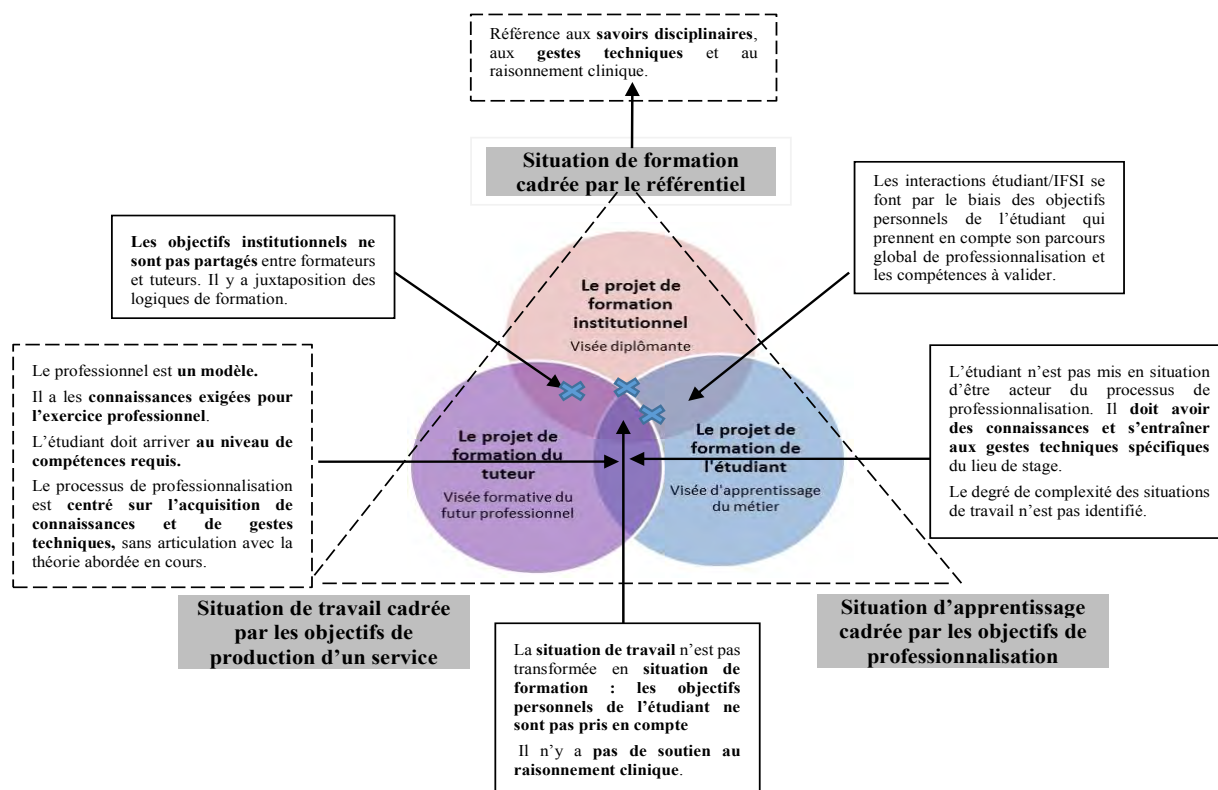 Référence aux savoirs disciplinaires,
aux gestes techniques et au
raisonnement clinique.
Situation de formation
cadrée par le référentiel
Les objectifs institutionnels ne
sont pas partagés entre formateurs
et tuteurs. Il y a juxtaposition des
logiques de formation.
Les interactions étudiant/IFSI se
font par le biais des objectifs
personnels de l'étudiant qui
prennent en compte son parcours
global de professionalisation et
les compétences à valider.
Le projet de
formation
institutionnel
Visée diplômante
Le professionnel est un modèle.
Il a les connaissances exigées pour
l'exercice professionnel.
L'étudiant doit arriver au niveau de
compétences requis.
Le processus de professionalisation
est centré sur l'acquisition de
connaissances et de gestes
techniques, sans articulation avec la
théorie abordée en cours.
Le projet de
formation du
tuteur
Visée formative du
futur professionnel
Le projet de
formation de
l'étudiant
Visée d'apprentissage
du métier
L'étudiant n'est pas mis en situation
d'être acteur du processus de
professionnalisation. Il doit avoir
des connaissances et s'entraîner
aux gestes techniques spécifiques
du lieu de stage.
Le degré de complexité des situations
de travail n'est pas identifié.
Situation de travail cadrée
par les objectifs de
production d'un service
Situation d'apprentissage
cadrée par les objectifs de
professionnalisation
La situation de travail n'est pas
transformée en situation de
formation : les objectifs
personnels de l'étudiant ne
sont pas pris en compte
Il n'y a pas de soutien au
raisonnement clinique.